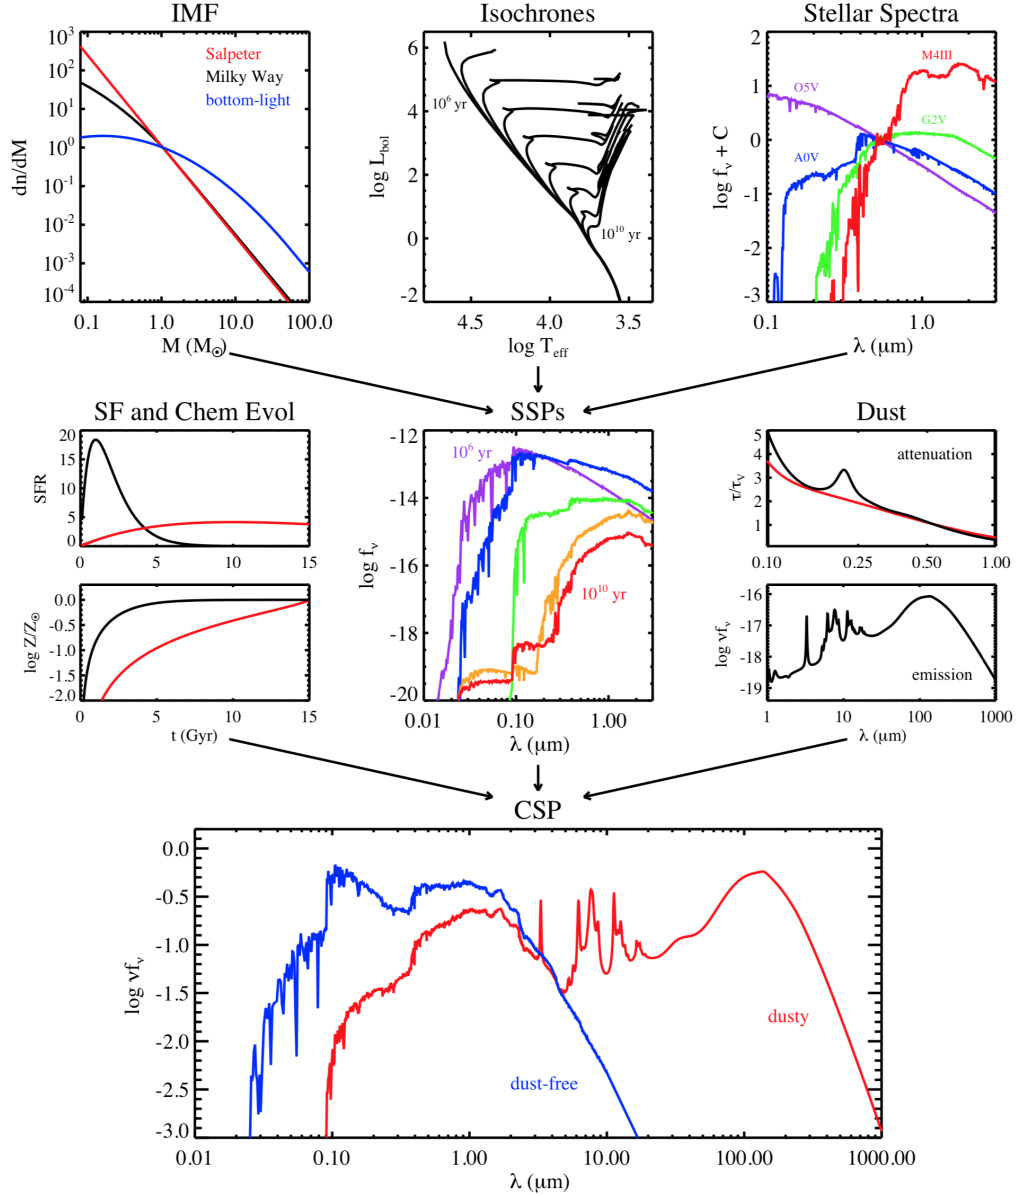 IMF
Isochrones
Stellar Spectra
10³
10²
10¹
10⁰
10⁻¹
10⁻²
10⁻³
10⁻⁴
dn/dM
Salpeter
Milky Way
bottom-light
0.1 1.0 10.0 100.0
M (M☉)
6
4
2
0
-2
log L_bol
10⁶ yr
10¹⁰ yr
4.5 4.0 3.5
log T_eff
2
1
0
-1
-2
-3
log f_ν + C
M4III
O5V
G2V
A0V
0.1 1.0
λ (μm)
SF and Chem Evol
SSPs
Dust
20
15
10
5
0
SFR
0 5 10 15
0.0
-0.5
-1.0
-1.5
-2.0
log Z/Z☉
0 5 10 15
t (Gyr)
-12
-14
-16
-18
-20
log f_ν
10⁶ yr
10¹⁰ yr
0.01 0.10 1.00
λ (μm)
5
4
3
2
1
τ/τ_V
attenuation
0.10 0.25 0.50 1.00
-16
-17
-18
-19
log νf_ν
emission
1 10 100 1000
λ (μm)
CSP
0.0
-0.5
-1.0
-1.5
-2.0
-2.5
-3.0
log νf_ν
dusty
dust-free
0.01 0.10 1.00 10.00 100.00 1000.00
λ (μm)